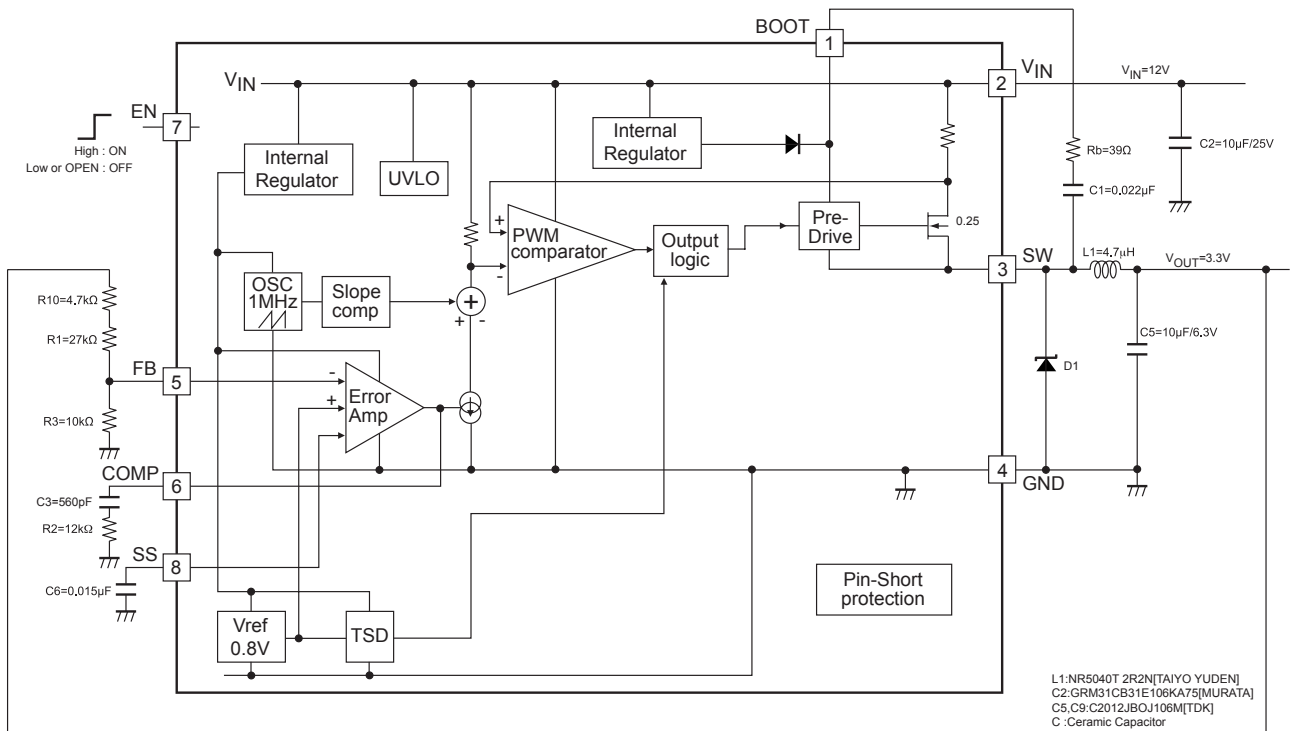 BOOT
1
VIN
2
VIN
VIN=12V
EN
7
High : ON
Low or OPEN : OFF
Internal
Regulator
UVLO
Internal
Regulator
Rb=39Ω
C2=10µF/25V
C1=0.022µF
+
PWM
comparator
-
Output
logic
Pre-
Drive
0.25
SW
3
L1=4.7µH
VOUT=3.3V
R10=4.7kΩ
R1=27kΩ
OSC
1MHz
Slope
comp
+
+
-
FB
5
-
Error
Amp
+
R3=10kΩ
D1
C5=10µF/6.3V
COMP
6
4
GND
C3=560pF
R2=12kΩ
SS
8
C6=0.015µF
Pin-Short
protection
Vref
0.8V
TSD
L1:NR5040T 2R2N[TAIYO YUDEN]
C2:GRM31CB31E106KA75[MURATA]
C5,C9:C2012JBOJ106M[TDK]
C :Ceramic Capacitor